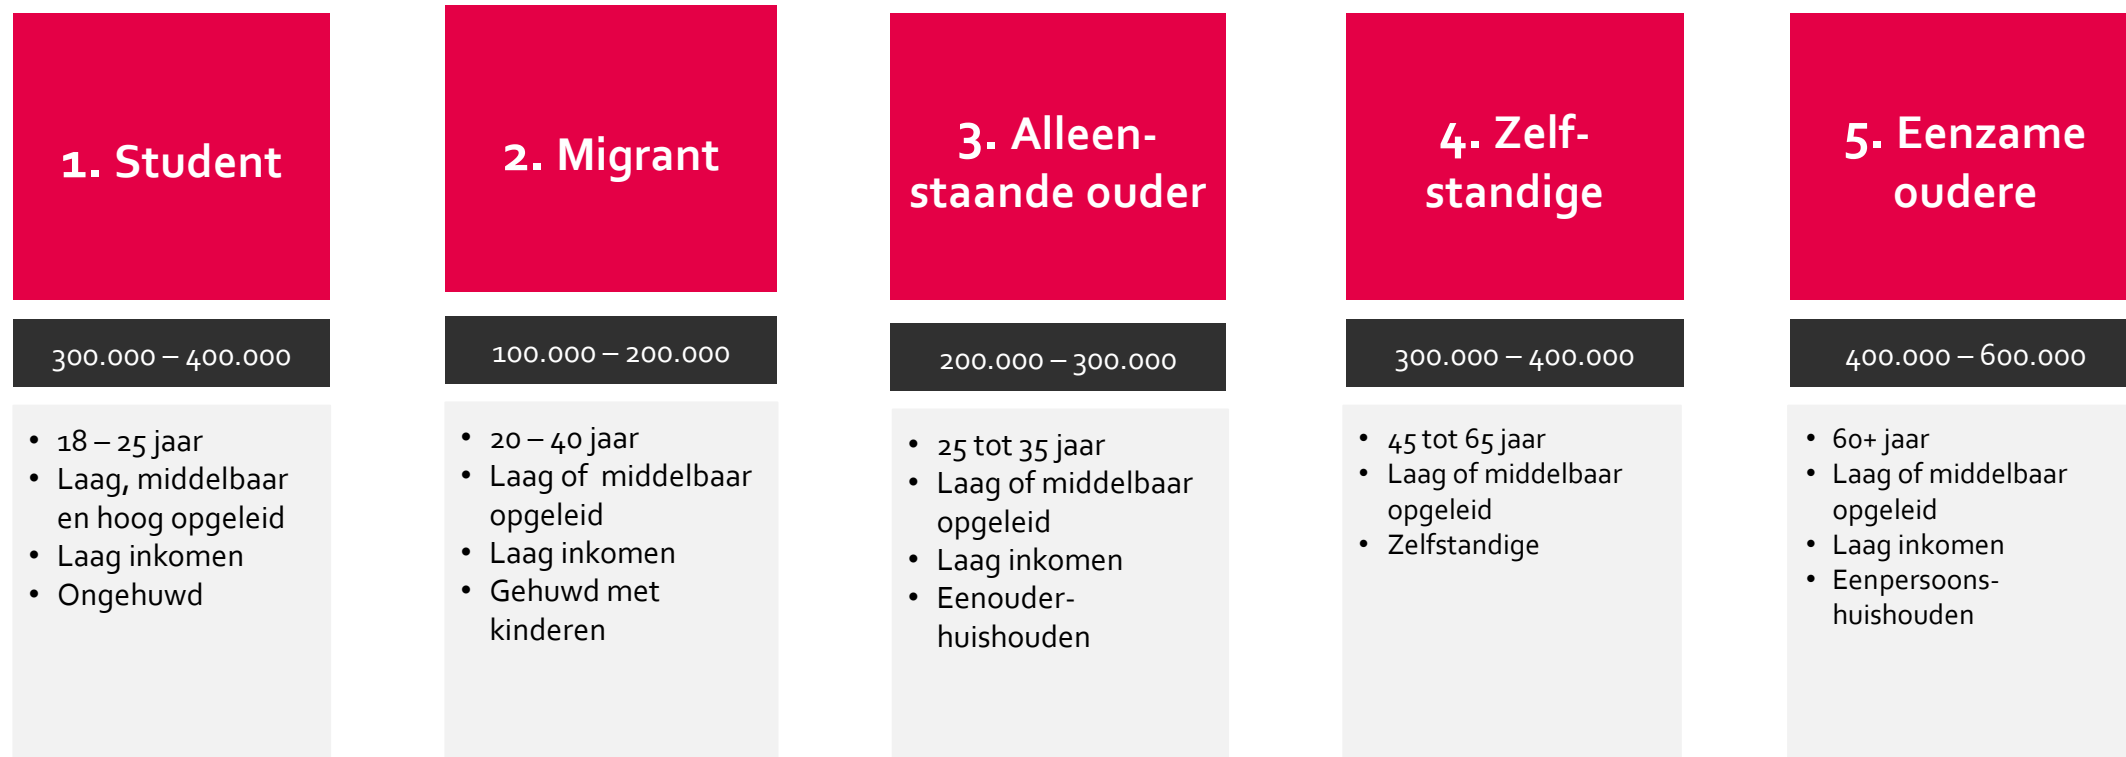 1. Student
300.000 – 400.000
• 18 – 25 jaar
• Laag, middelbaar
en hoog opgeleid
• Laag inkomen
• Ongehuwd
2. Migrant
100.000 – 200.000
• 20 – 40 jaar
• Laag of  middelbaar
opgeleid
• Laag inkomen
• Gehuwd met
kinderen
3. Alleen-
staande ouder
200.000 – 300.000
• 25 tot 35 jaar
• Laag of middelbaar
opgeleid
• Laag inkomen
• Eenouder-
huishouden
4. Zelf-
standige
300.000 – 400.000
• 45 tot 65 jaar
• Laag of middelbaar
opgeleid
• Zelfstandige
5. Eenzame
oudere
400.000 – 600.000
• 60+ jaar
• Laag of middelbaar
opgeleid
• Laag inkomen
• Eenpersoons-
huishouden